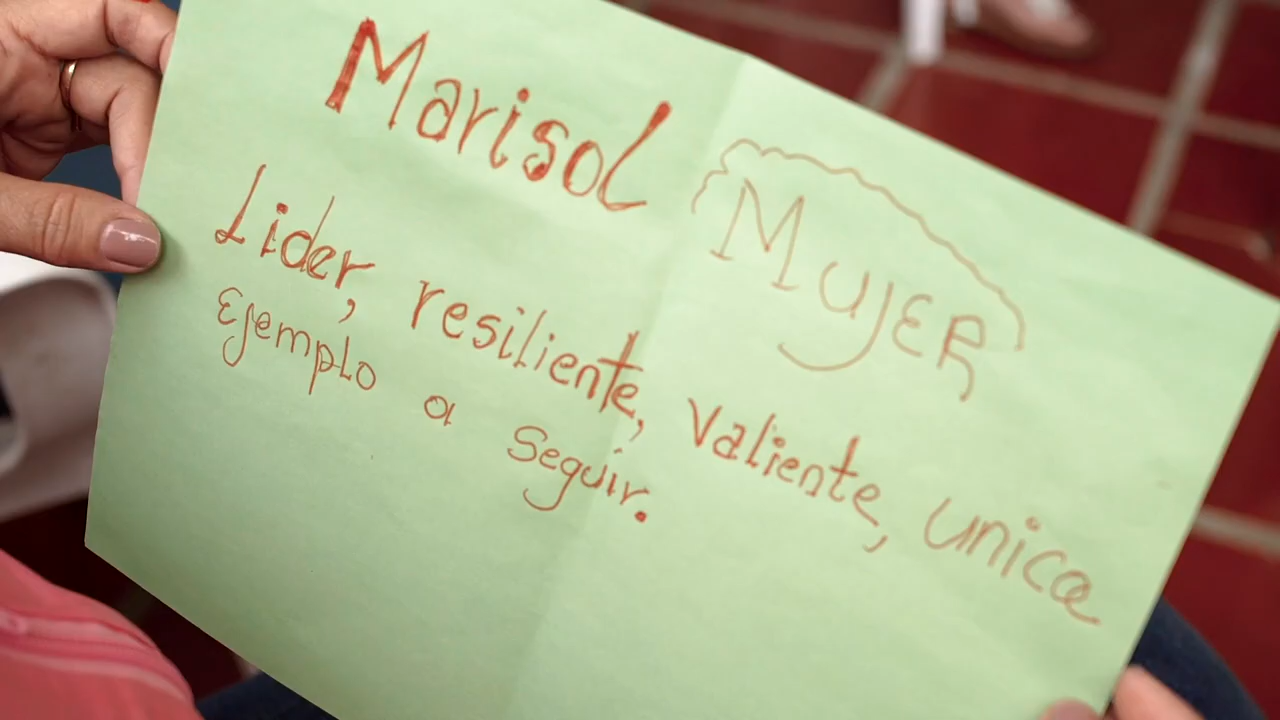 Marisol
MUJER
Lider, resiliente, Valiente, unica
Ejemplo a Seguir.